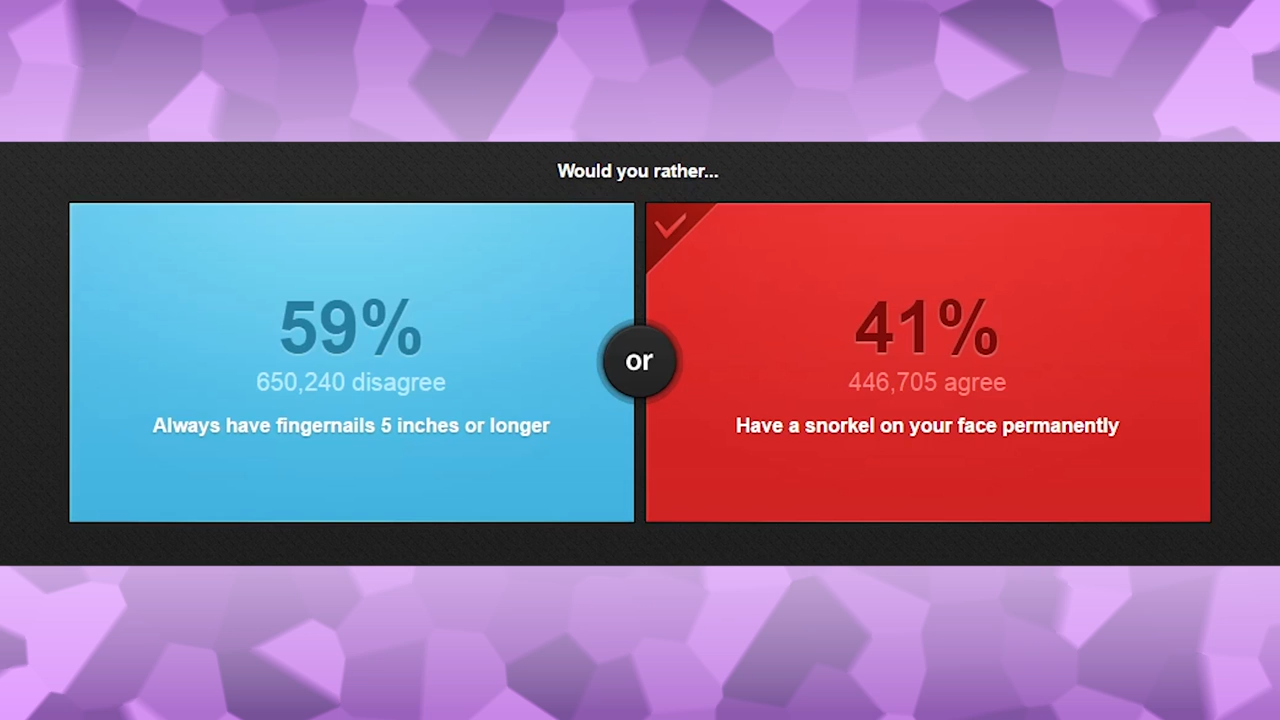 Would you rather...
59%
650,240 disagree
Always have fingernails 5 inches or longer
or
41%
446,705 agree
Have a snorkel on your face permanently